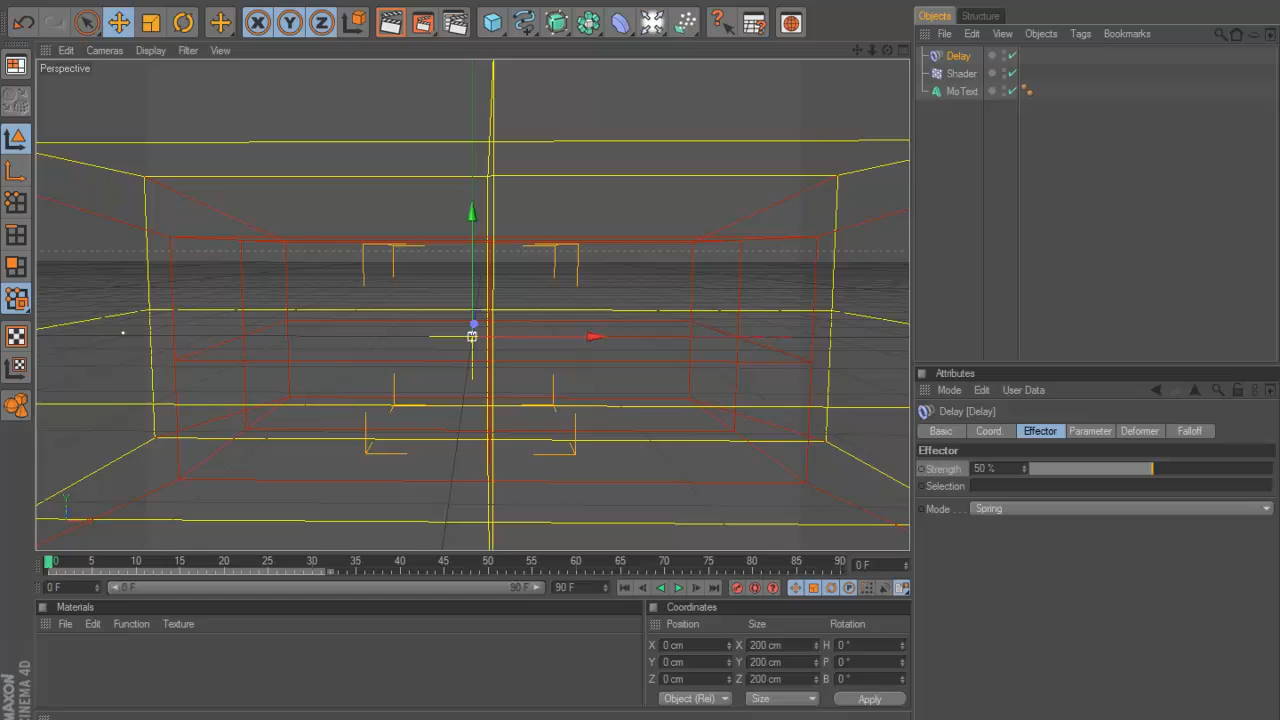 Objects Structure
File Edit View Objects Tags Bookmarks
Edit Cameras Display Filter View
Perspective
Delay
Shader
MoText
Attributes
Mode Edit User Data
Delay [Delay]
Basic Coord. Effector Parameter Deformer Falloff
Effector
Strength 50 %
Selection
Mode . . . Spring
Y
0 5 10 15 20 25 30 35 40 45 50 55 60 65 70 75 80 85 90 0 F
0 F 0 F 90 F 90 F
Materials
File Edit Function Texture
Coordinates
Position Size Rotation
X 0 cm X 200 cm H 0 °
Y 0 cm Y 200 cm P 0 °
Z 0 cm Z 200 cm B 0 °
Object (Rel) Size Apply
MAXON
CINEMA 4D